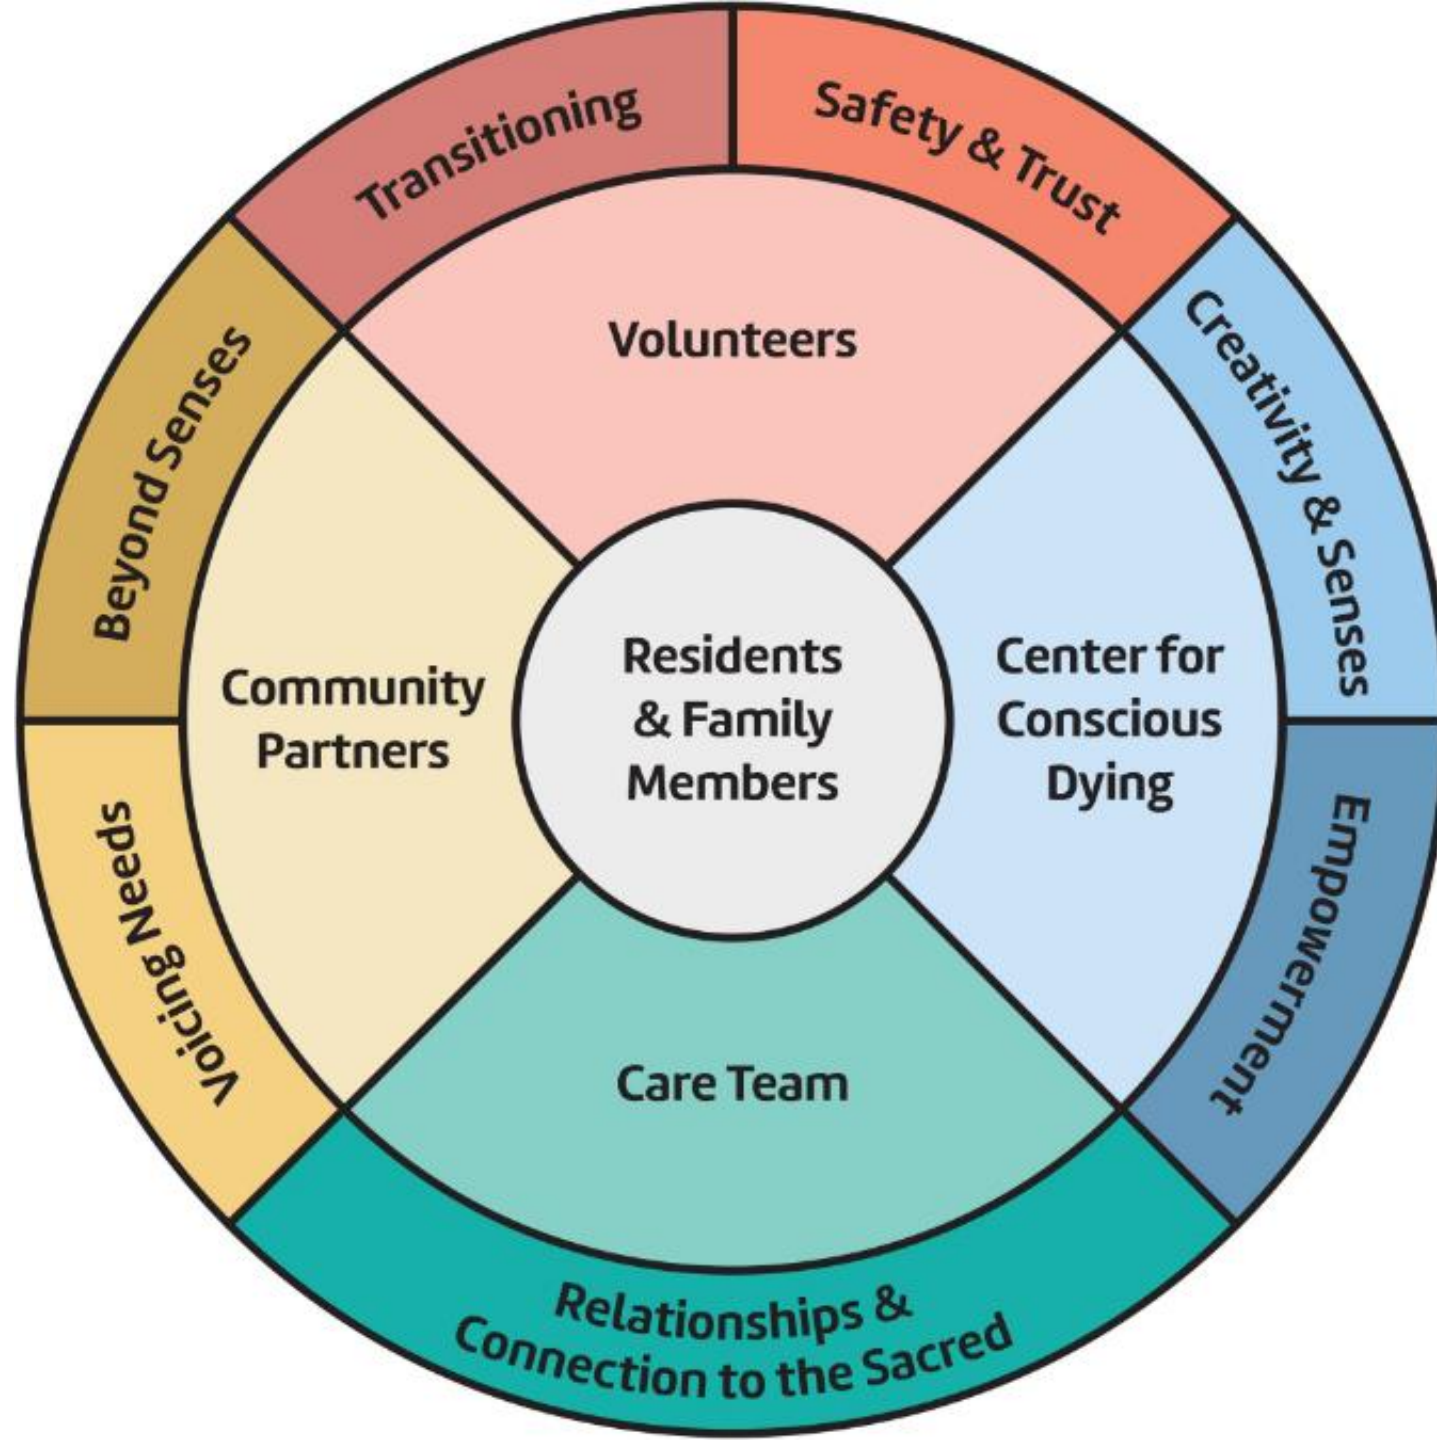 Transitioning
Safety & Trust
Creativity & Senses
Empowerment
Relationships &
Connection to the Sacred
Voicing Needs
Beyond Senses
Volunteers
Center for
Conscious
Dying
Care Team
Community
Partners
Residents
& Family
Members